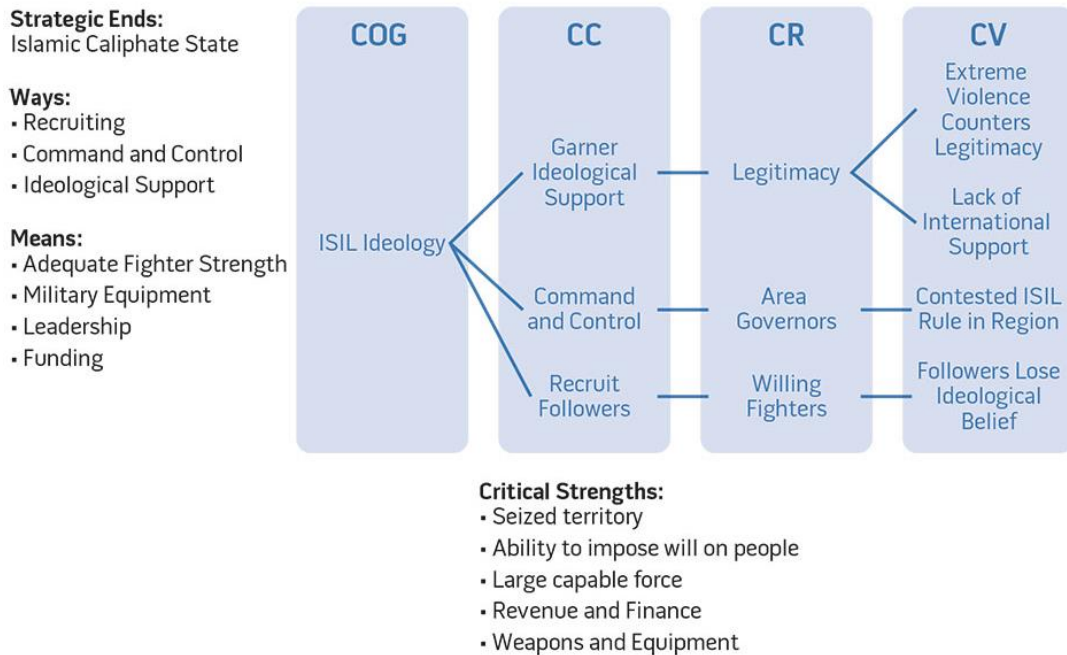 Strategic Ends:
Islamic Caliphate State
Ways:
▪ Recruiting
▪ Command and Control
▪ Ideological Support
Means:
▪ Adequate Fighter Strength
▪ Military Equipment
▪ Leadership
▪ Funding
COG
ISIL Ideology
CC
Garner
Ideological
Support
Command
and Control
Recruit
Followers
CR
Legitimacy
Area
Governors
Willing
Fighters
CV
Extreme
Violence
Counters
Legitimacy
Lack of
International
Support
Contested ISIL
Rule in Region
Followers Lose
Ideological
Belief
Critical Strengths:
▪ Seized territory
▪ Ability to impose will on people
▪ Large capable force
▪ Revenue and Finance
▪ Weapons and Equipment